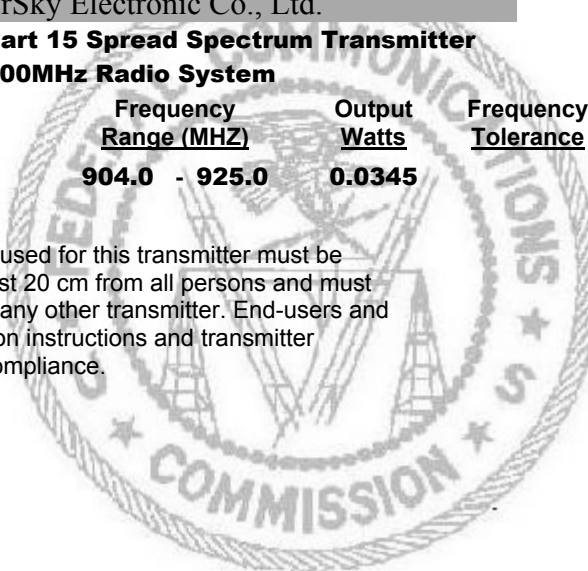 rSky Electronic Co., Ltd.
art 15 Spread Spectrum Transmitter
00MHz Radio System
Frequency Output Frequency
Range (MHZ) Watts Tolerance
904.0 - 925.0 0.0345
used for this transmitter must be
st 20 cm from all persons and must
any other transmitter. End-users and
on instructions and transmitter
ompliance.
FEDERAL COMMUNICATIONS COMMISSION